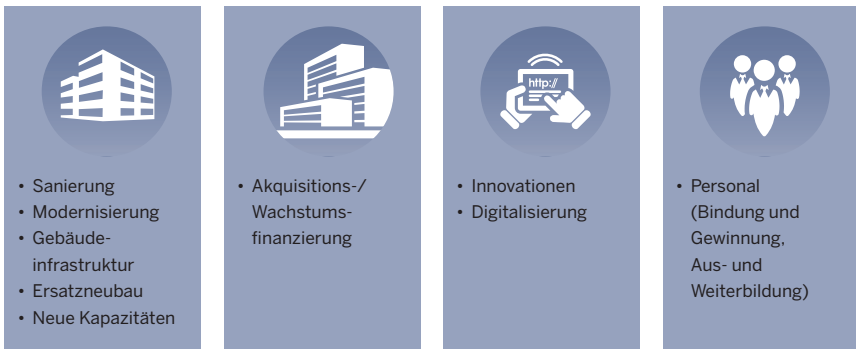 • Sanierung
• Modernisierung
• Gebäude-
infrastruktur
• Ersatzneubau
• Neue Kapazitäten
• Akquisitions-/
Wachstums-
finanzierung
http://
• Innovationen
• Digitalisierung
• Personal
(Bindung und
Gewinnung,
Aus- und
Weiterbildung)